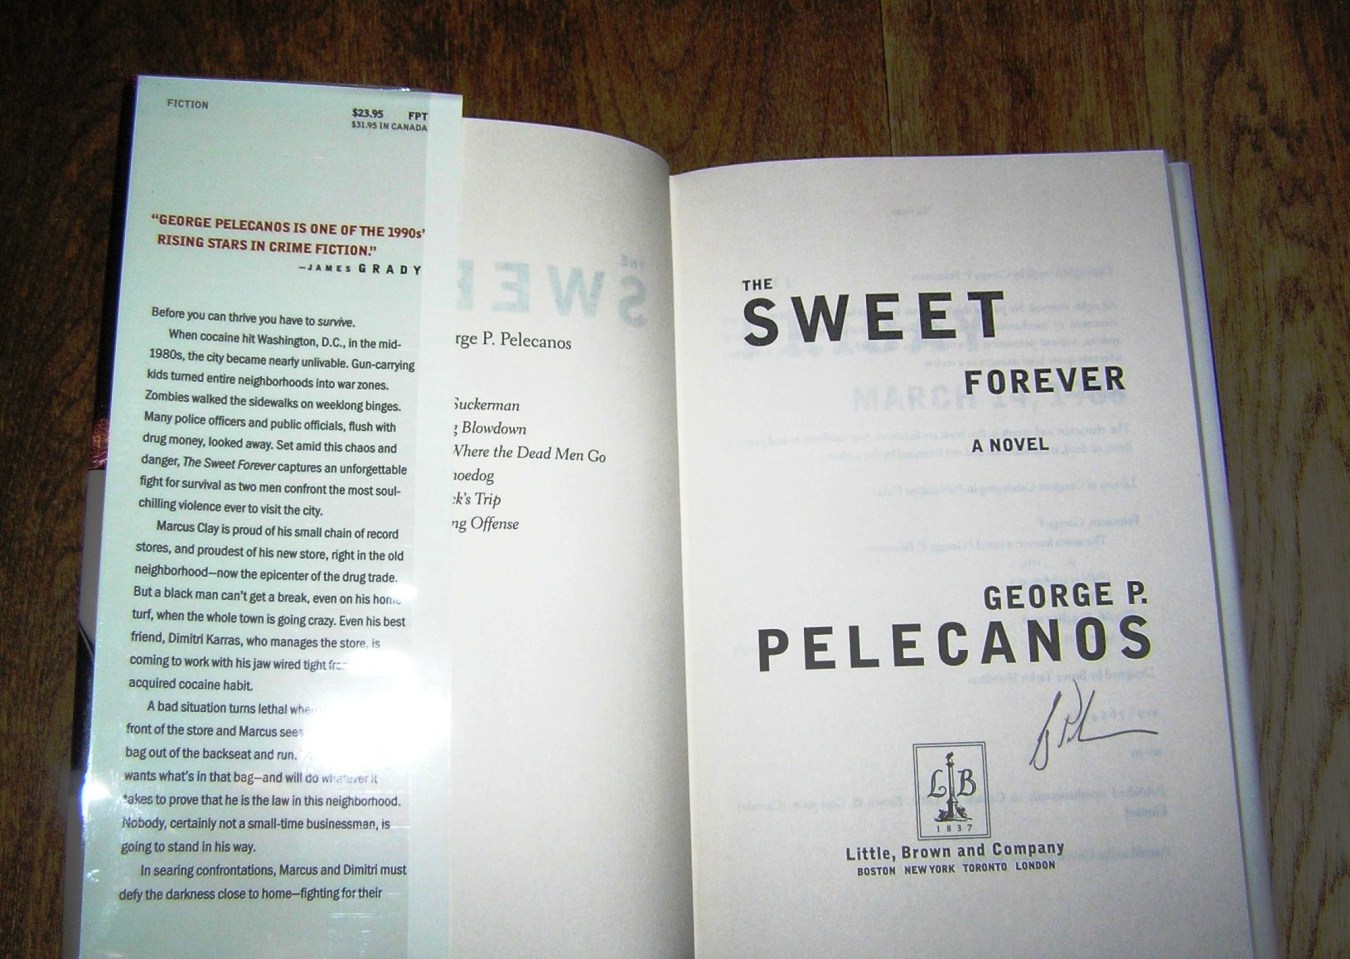 FICTION
$23.95 FPT
$31.95 IN CANADA
“GEORGE PELECANOS IS ONE OF THE 1990s’
RISING STARS IN CRIME FICTION.”
—JAMES GRADY
Before you can thrive you have to survive.
When cocaine hit Washington, D.C., in the mid-
1980s, the city became nearly unlivable. Gun-carrying
kids turned entire neighborhoods into war zones.
Zombies walked the sidewalks on weeklong binges.
Many police officers and public officials, flush with
drug money, looked away. Set amid this chaos and
danger, The Sweet Forever captures an unforgettable
fight for survival as two men confront the most soul-
chilling violence ever to visit the city.
Marcus Clay is proud of his small chain of record
stores, and proudest of his new store, right in the old
neighborhood—now the epicenter of the drug trade.
But a black man can't get a break, even on his home
turf, when the whole town is going crazy. Even his best
friend, Dimitri Karras, who manages the store, is
coming to work with his jaw wired tight
acquired cocaine habit.
A bad situation turns lethal
front of the store and Marcus sees
bag out of the backseat and run.
wants what's in that bag—and will do whatever it
takes to prove that he is the law in this neighborhood.
Nobody, certainly not a small-time businessman, is
going to stand in his way.
In searing confrontations, Marcus and Dimitri must
defy the darkness close to home—fighting for their
rge P. Pelecanos
Suckerman
g Blowdown
Where the Dead Men Go
hoedog
ck's Trip
ng Offense
THE
SWEET
FOREVER
A NOVEL
GEORGE P.
PELECANOS
L B
1837
Little, Brown and Company
BOSTON NEW YORK TORONTO LONDON